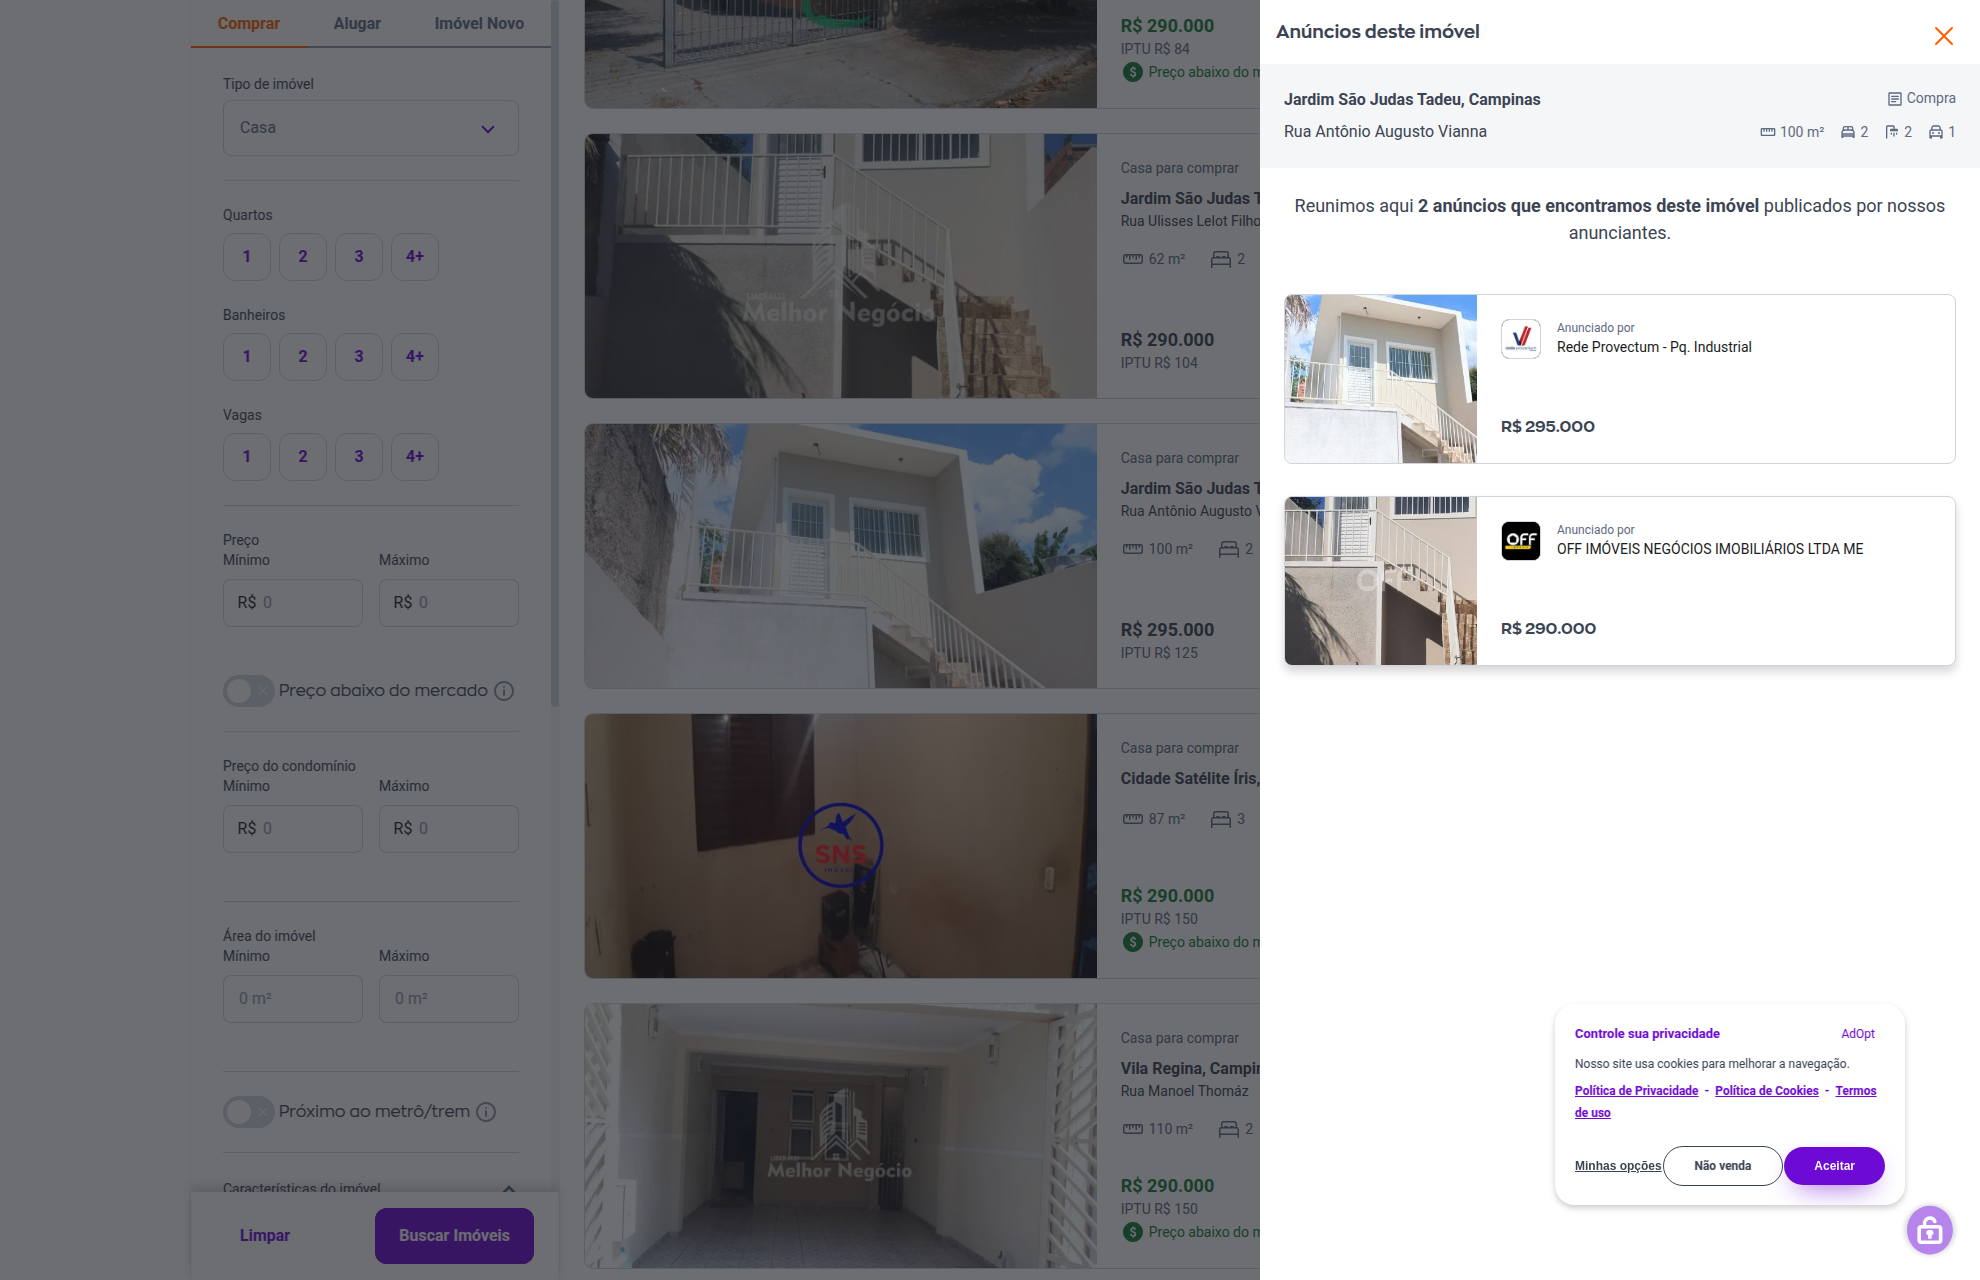 Comprar
Alugar
Imóvel Novo
Tipo de imóvel
Casa
Quartos
1
2
3
4+
Banheiros
1
2
3
4+
Vagas
1
2
3
4+
Preço
Mínimo
Máximo
R$ 0
R$ 0
Preço abaixo do mercado
Preço do condomínio
Mínimo
Máximo
R$ 0
R$ 0
Área do imóvel
Mínimo
Máximo
0 m²
0 m²
Próximo ao metrô/trem
Características do imóvel
Limpar
Buscar Imóveis
R$ 290.000
IPTU R$ 84
Preço abaixo do m
Melhor Negócio
Casa para comprar
Jardim São Judas T
Rua Ulisses Lelot Filho
62 m²
2
R$ 290.000
IPTU R$ 104
Casa para comprar
Jardim São Judas T
Rua Antônio Augusto V
100 m²
2
R$ 295.000
IPTU R$ 125
SNS
IMÓVEIS
Casa para comprar
Cidade Satélite Íris,
87 m²
3
R$ 290.000
IPTU R$ 150
Preço abaixo do m
Melhor Negócio
Casa para comprar
Vila Regina, Campin
Rua Manoel Thomáz
110 m²
2
R$ 290.000
IPTU R$ 150
Preço abaixo do m
Anúncios deste imóvel
Jardim São Judas Tadeu, Campinas
Compra
Rua Antônio Augusto Vianna
100 m²
2
2
1
Reunimos aqui 2 anúncios que encontramos deste imóvel publicados por nossos
anunciantes.
Anunciado por
Rede Provectum - Pq. Industrial
R$ 295.000
OFF
Anunciado por
OFF IMÓVEIS NEGÓCIOS IMOBILIÁRIOS LTDA ME
R$ 290.000
Controle sua privacidade
AdOpt
Nosso site usa cookies para melhorar a navegação.
Política de Privacidade - Política de Cookies - Termos
de uso
Minhas opções
Não venda
Aceitar